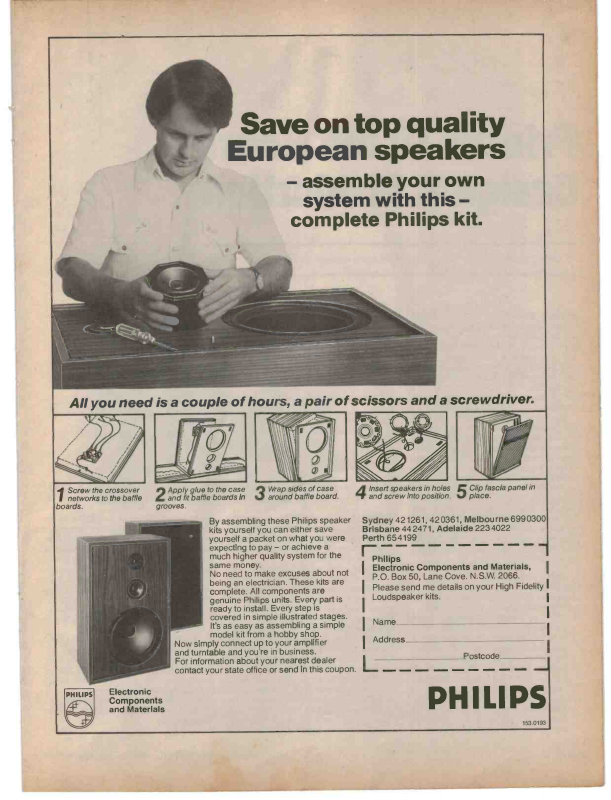 Save on top quality
European speakers
– assemble your own
system with this –
complete Philips kit.
All you need is a couple of hours, a pair of scissors and a screwdriver.
1 Screw the crossover
networks to the baffle
boards.
2 Apply glue to the case
and fit baffle boards in
grooves.
3 Wrap sides of case
around baffle board.
4 Insert speakers in holes
and screw into position.
5 Clip fascia panel in
place.
By assembling these Philips speaker
kits yourself you can either save
yourself a packet on what you were
expecting to pay – or achieve a
much higher quality system for the
same money.
No need to make excuses about not
being an electrician. These kits are
complete. All components are
genuine Philips units. Every part is
ready to install. Every step is
covered in simple illustrated stages.
It's as easy as assembling a simple
model kit from a hobby shop.
Now simply connect up to your amplifier
and turntable and you're in business.
For information about your nearest dealer
contact your state office or send in this coupon.
Sydney 42 1261, 42 0361, Melbourne 699 0300
Brisbane 44 2471, Adelaide 223 4022
Perth 65 4199
Philips
Electronic Components and Materials,
P.O. Box 50, Lane Cove. N.S.W. 2066.
Please send me details on your High Fidelity
Loudspeaker kits.
Name
Address
Postcode
PHILIPS
Electronic
Components
and Materials
PHILIPS
153.0193